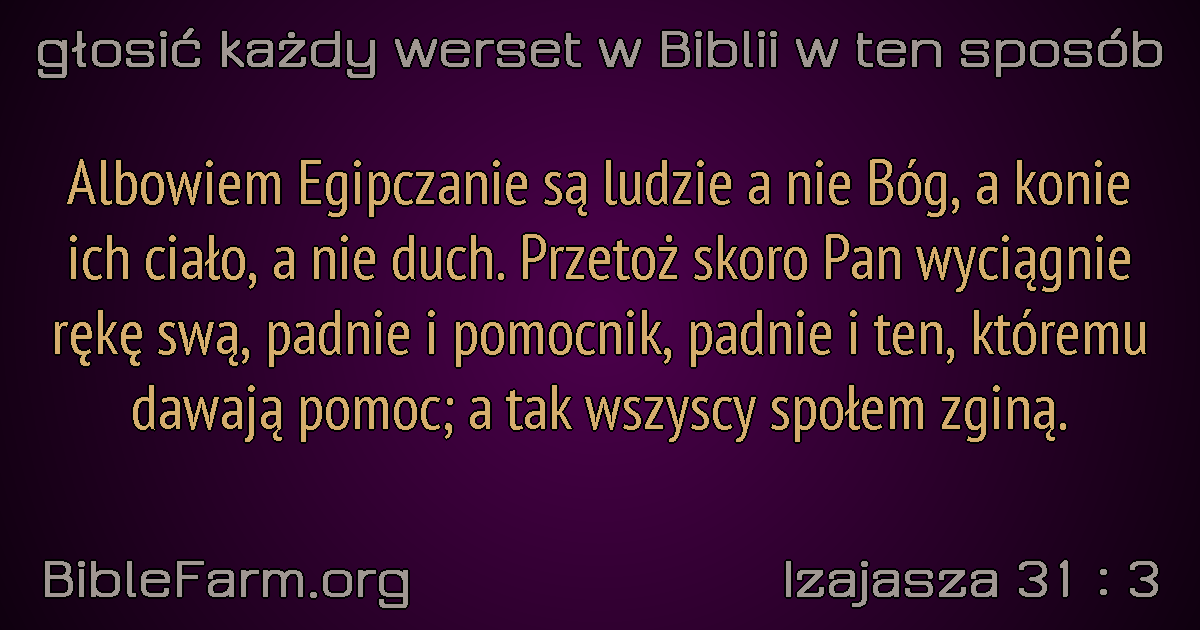 głosić każdy werset w Biblii w ten sposób
Albowiem Egipczanie są ludzie a nie Bóg, a konie
ich ciało, a nie duch. Przetoż skoro Pan wyciągnie
rękę swą, padnie i pomocnik, padnie i ten, któremu
dawają pomoc; a tak wszyscy społem zginą.
BibleFarm.org
Izajasza 31 : 3